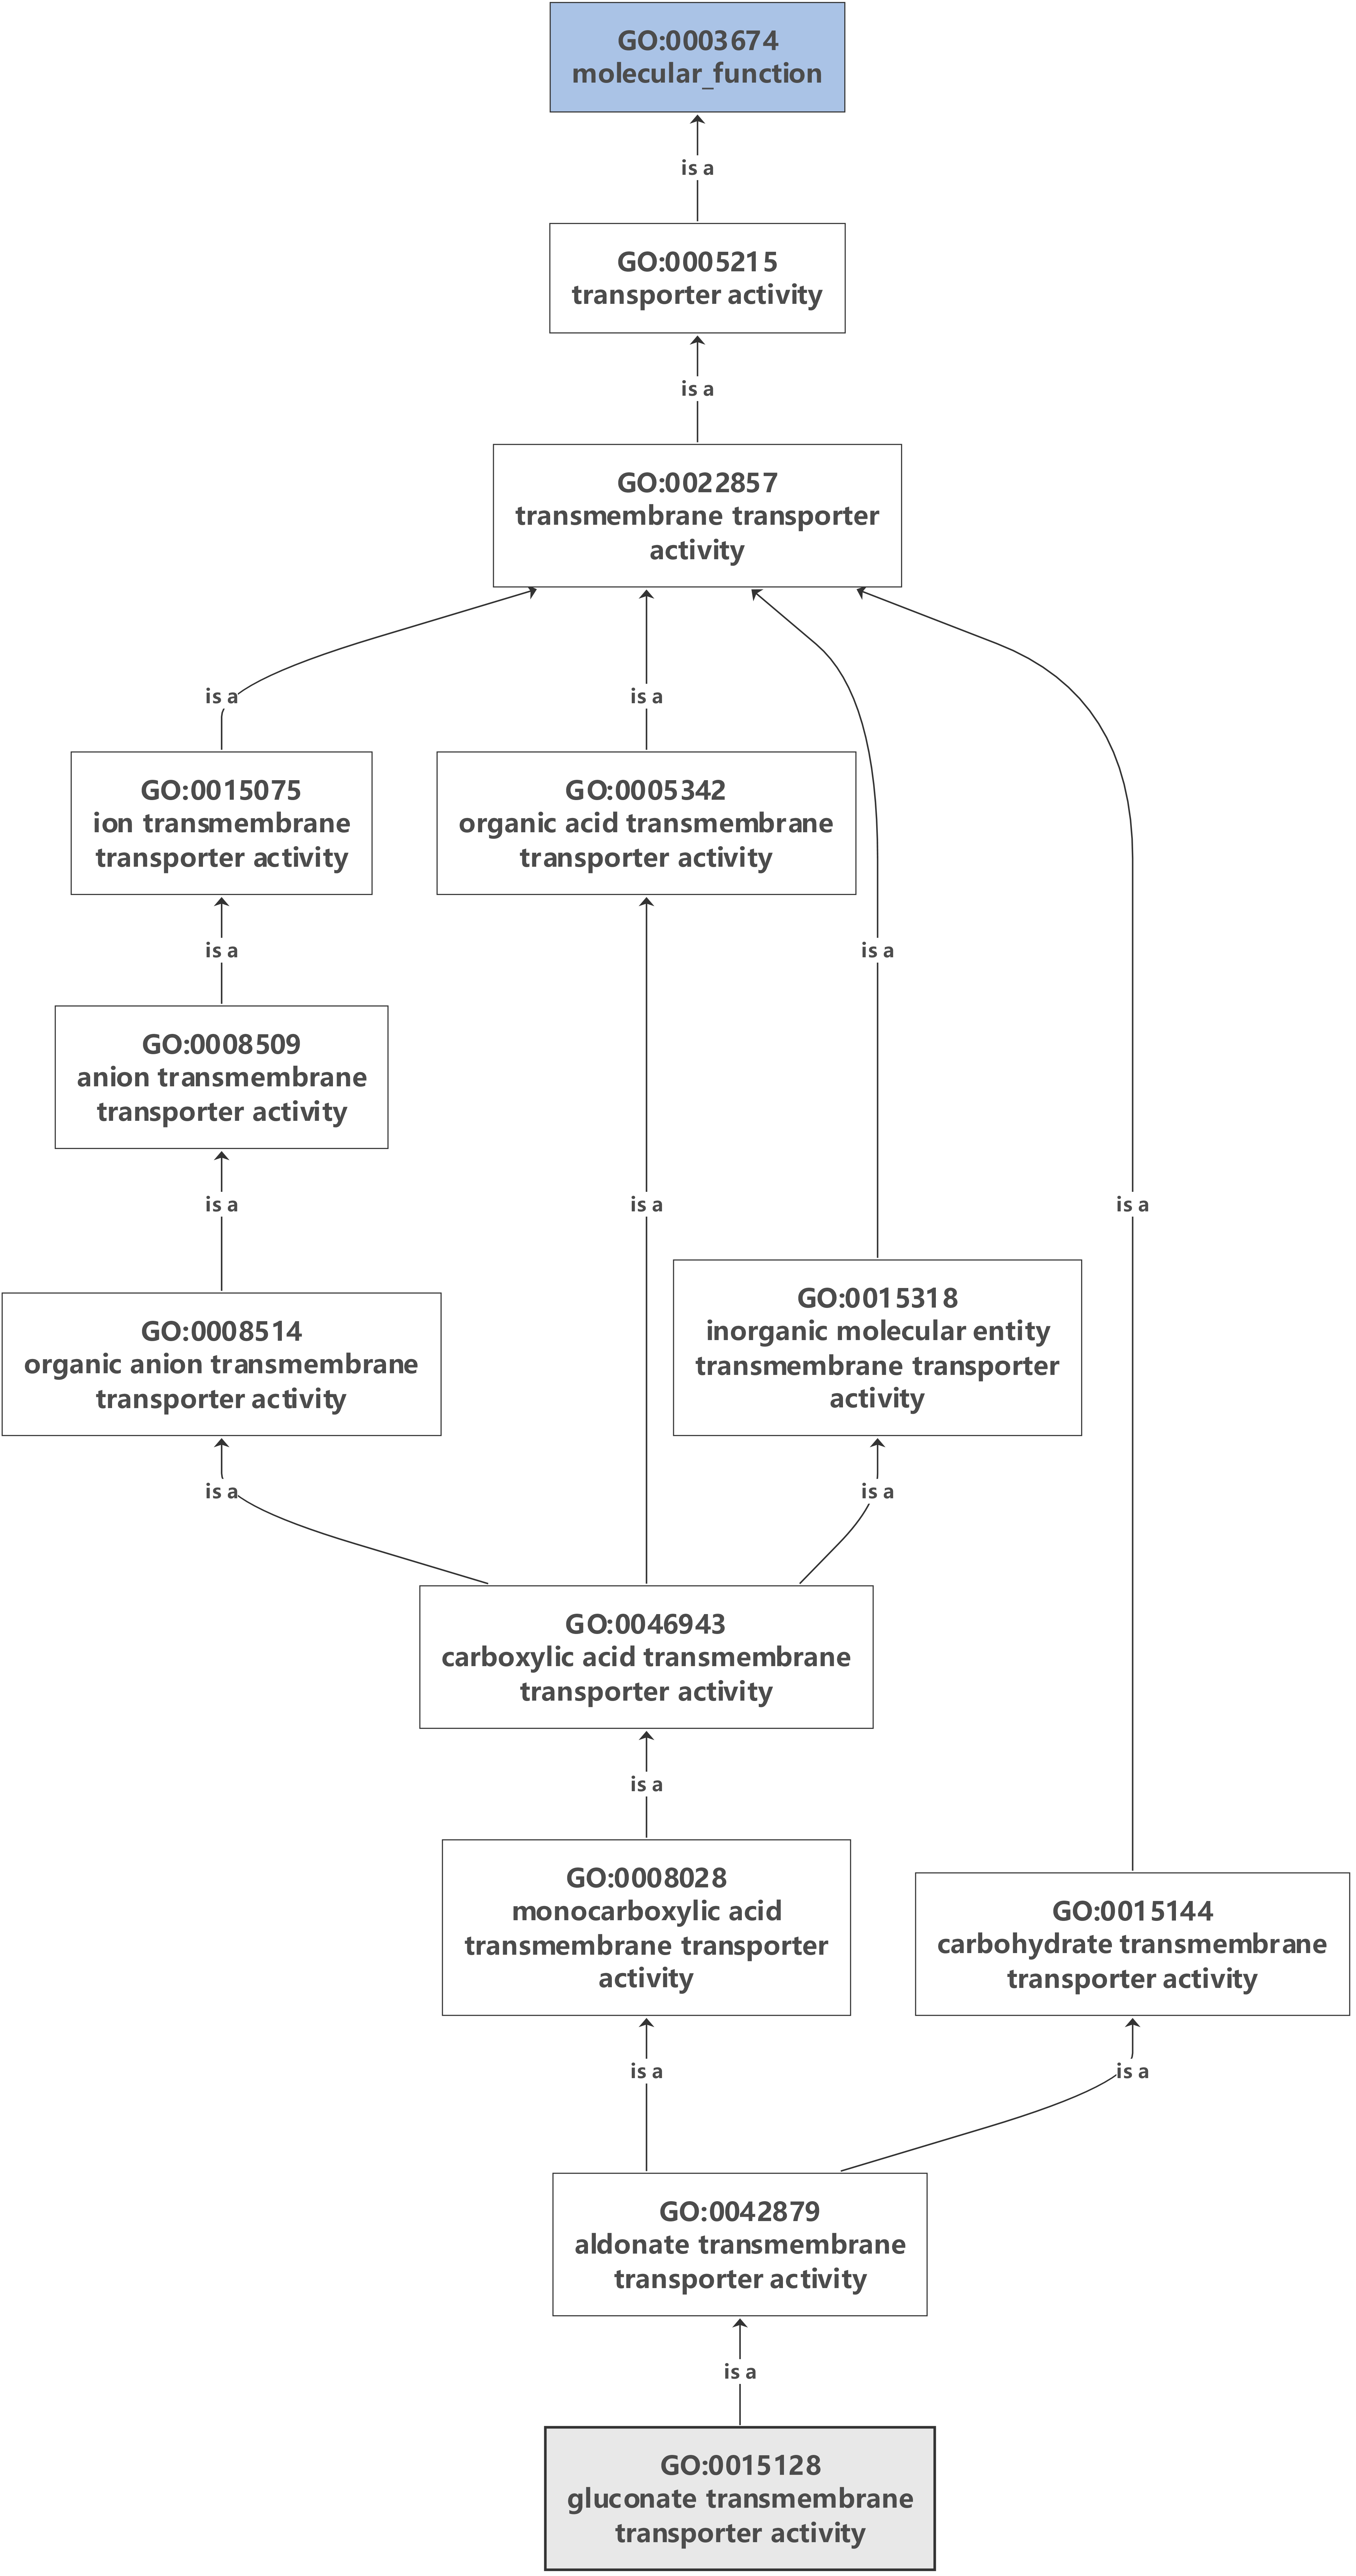 GO:0003674
molecular_function
is a
GO:0005215
transporter activity
is a
GO:0022857
transmembrane transporter
activity
is a
is a
GO:0015075
ion transmembrane
transporter activity
GO:0005342
organic acid transmembrane
transporter activity
is a
is a
GO:0008509
anion transmembrane
transporter activity
is a
is a
is a
GO:0008514
organic anion transmembrane
transporter activity
GO:0015318
inorganic molecular entity
transmembrane transporter
activity
is a
is a
GO:0046943
carboxylic acid transmembrane
transporter activity
is a
GO:0008028
monocarboxylic acid
transmembrane transporter
activity
GO:0015144
carbohydrate transmembrane
transporter activity
is a
is a
GO:0042879
aldonate transmembrane
transporter activity
is a
GO:0015128
gluconate transmembrane
transporter activity